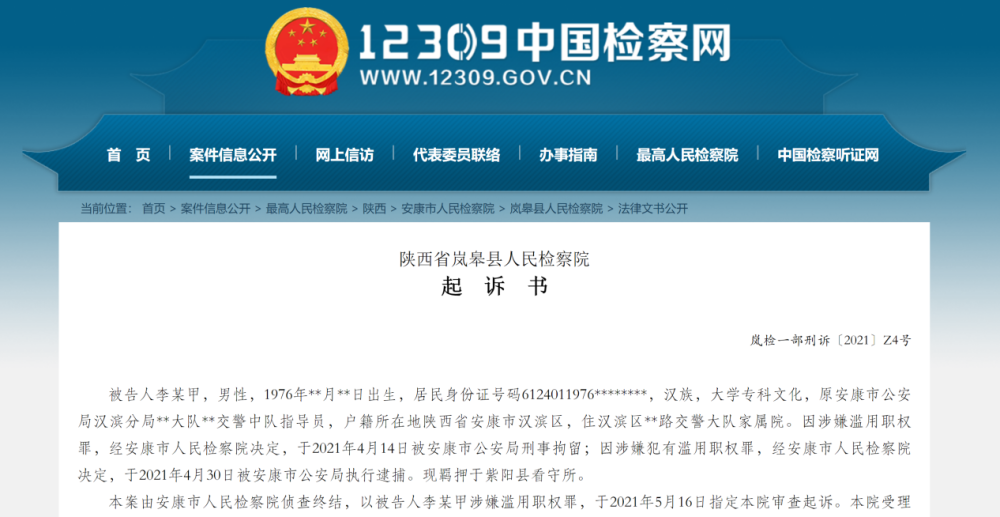 12309中国检察网
WWW.12309.GOV.CN
首 页 案件信息公开 网上信访 代表委员联络 办事指南 最高人民检察院 中国检察听证网
当前位置: 首页 > 案件信息公开 > 最高人民检察院 > 陕西 > 安康市人民检察院 > 岚皋县人民检察院 > 法律文书公开
陕西省岚皋县人民检察院
起 诉 书
岚检一部刑诉〔2021〕Z4号
被告人李某甲，男性，1976年**月**日出生，居民身份证号码6124011976********，汉族，大学专科文化，原安康市公安
局汉滨分局**大队**交警中队指导员，户籍所在地陕西省安康市汉滨区，住汉滨区**路交警大队家属院。因涉嫌滥用职权
罪，经安康市人民检察院决定，于2021年4月14日被安康市公安局刑事拘留；因涉嫌犯有滥用职权罪，经安康市人民检察院
决定，于2021年4月30日被安康市公安局执行逮捕。现羁押于紫阳县看守所。
本案由安康市人民检察院侦查终结，以被告人李某甲涉嫌滥用职权罪，于2021年5月16日指定本院审查起诉。本院受理